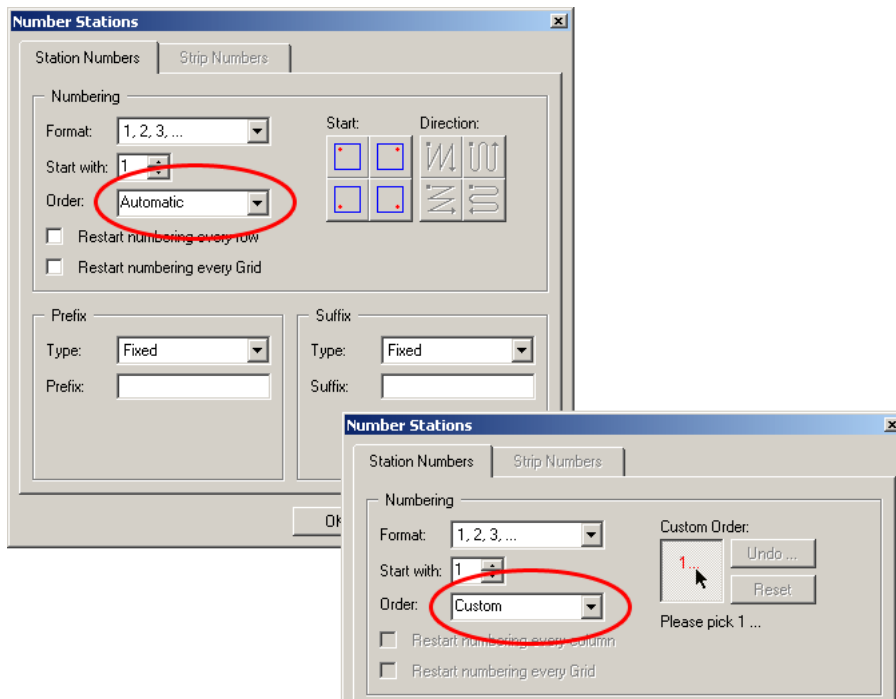 Number Stations
Station Numbers Strip Numbers
Numbering
Format: 1, 2, 3, ...
Start with: 1
Order: Automatic
Restart numbering every row
Restart numbering every Grid
Start: Direction:
Prefix
Type: Fixed
Prefix:
Suffix
Type: Fixed
Suffix:
OK
Number Stations
Station Numbers Strip Numbers
Numbering
Format: 1, 2, 3, ...
Start with: 1
Order: Custom
Restart numbering every column
Restart numbering every Grid
Custom Order:
1...
Undo ...
Reset
Please pick 1 ...